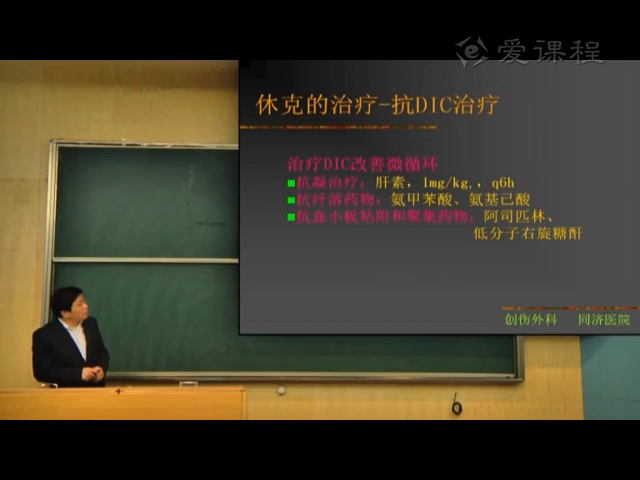 爱课程
休克的治疗-抗DIC治疗
治疗DIC改善微循环
抗凝治疗：肝素，1mg/kg,，q6h
抗纤溶药物：氨甲苯酸、氨基己酸
抗血小板粘附和聚集药物：阿司匹林、
低分子右旋糖酐
创伤外科 同济医院